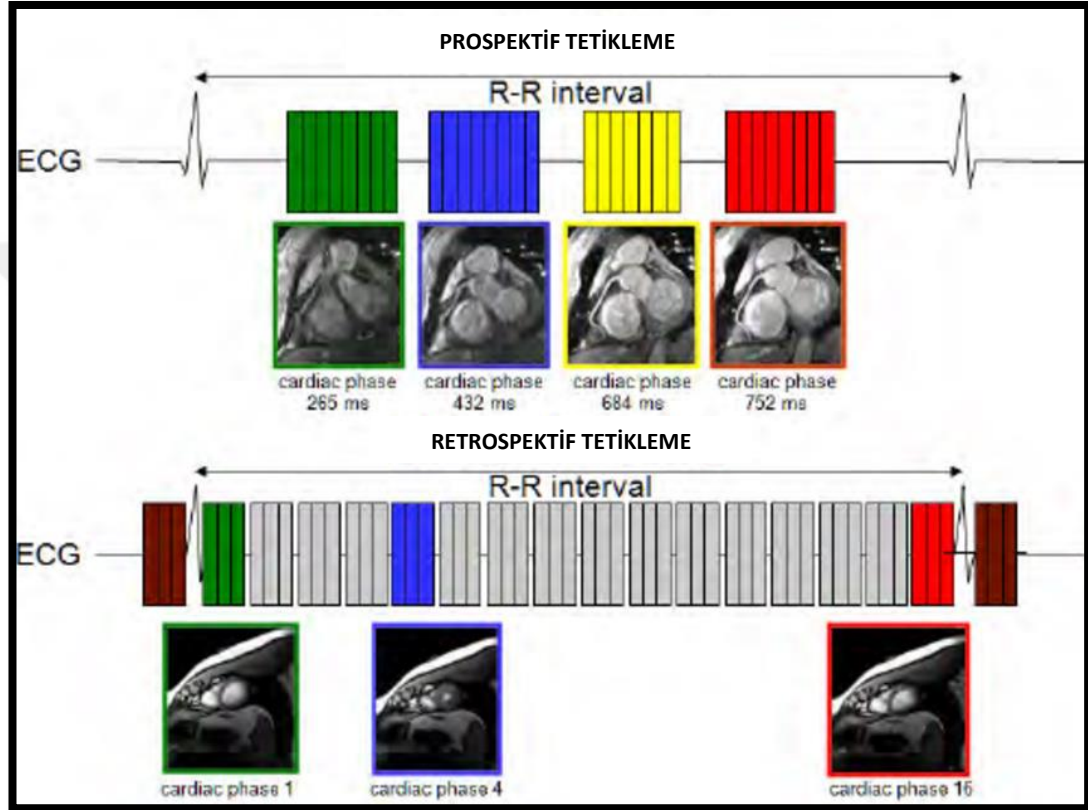 PROSPEKTİF TETİKLEME
R-R interval
ECG
cardiac phase
265 ms
cardiac phase
432 ms
cardiac phase
684 ms
cardiac phase
752 ms
RETROSPEKTİF TETİKLEME
R-R interval
ECG
cardiac phase 1
cardiac phase 4
cardiac phase 16